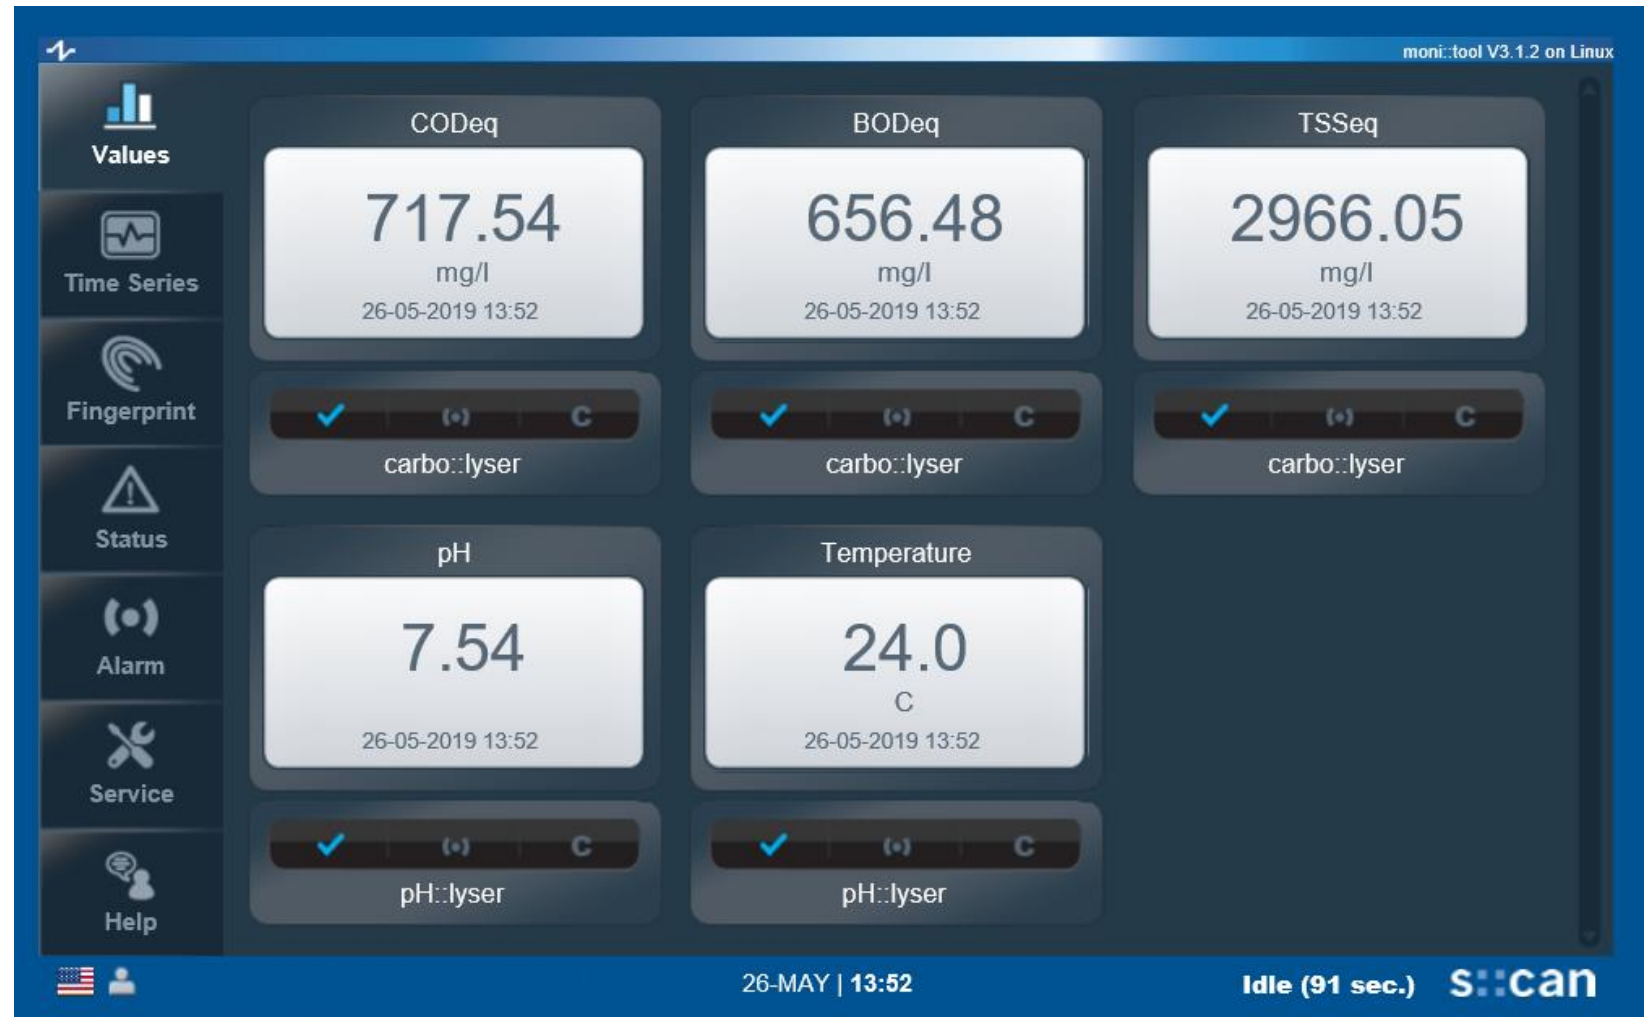 moni::tool V3.1.2 on Linux
Values
Time Series
Fingerprint
Status
Alarm
Service
Help
CODeq
717.54
mg/l
26-05-2019 13:52
C
carbo::lyser
BODeq
656.48
mg/l
26-05-2019 13:52
C
carbo::lyser
TSSeq
2966.05
mg/l
26-05-2019 13:52
C
carbo::lyser
pH
7.54
26-05-2019 13:52
C
pH::lyser
Temperature
24.0
C
26-05-2019 13:52
C
pH::lyser
26-MAY | 13:52
Idle (91 sec.)
s::can